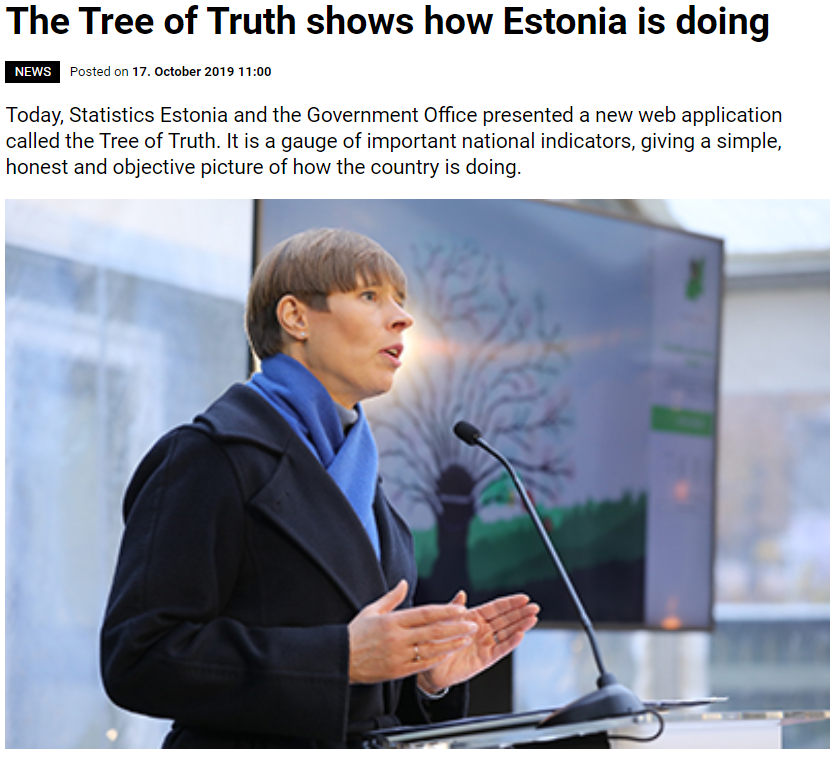 The Tree of Truth shows how Estonia is doing
NEWS Posted on 17. October 2019 11:00
Today, Statistics Estonia and the Government Office presented a new web application
called the Tree of Truth. It is a gauge of important national indicators, giving a simple,
honest and objective picture of how the country is doing.